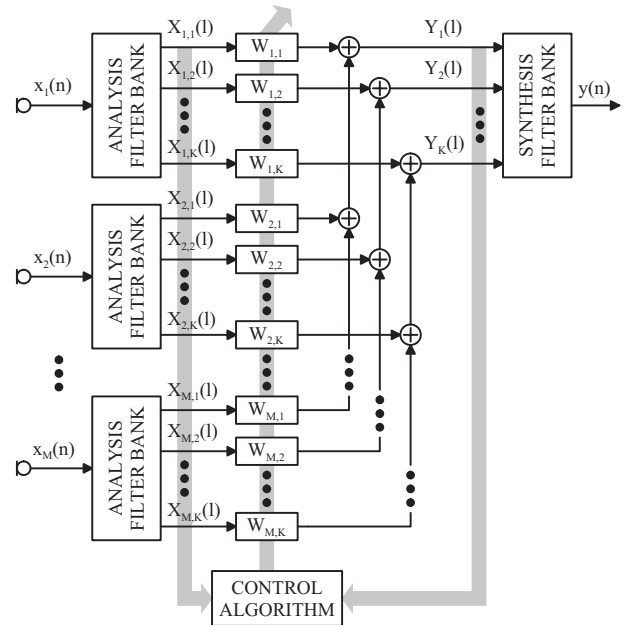 X1,1(l)
W1,1
Y1(l)
x1(n)
ANALYSIS
FILTER BANK
X1,2(l)
W1,2
Y2(l)
SYNTHESIS
FILTER BANK
y(n)
X1,K(l)
W1,K
YK(l)
X2,1(l)
W2,1
x2(n)
ANALYSIS
FILTER BANK
X2,2(l)
W2,2
X2,K(l)
W2,K
XM,1(l)
WM,1
xM(n)
ANALYSIS
FILTER BANK
XM,2(l)
WM,2
XM,K(l)
WM,K
CONTROL
ALGORITHM